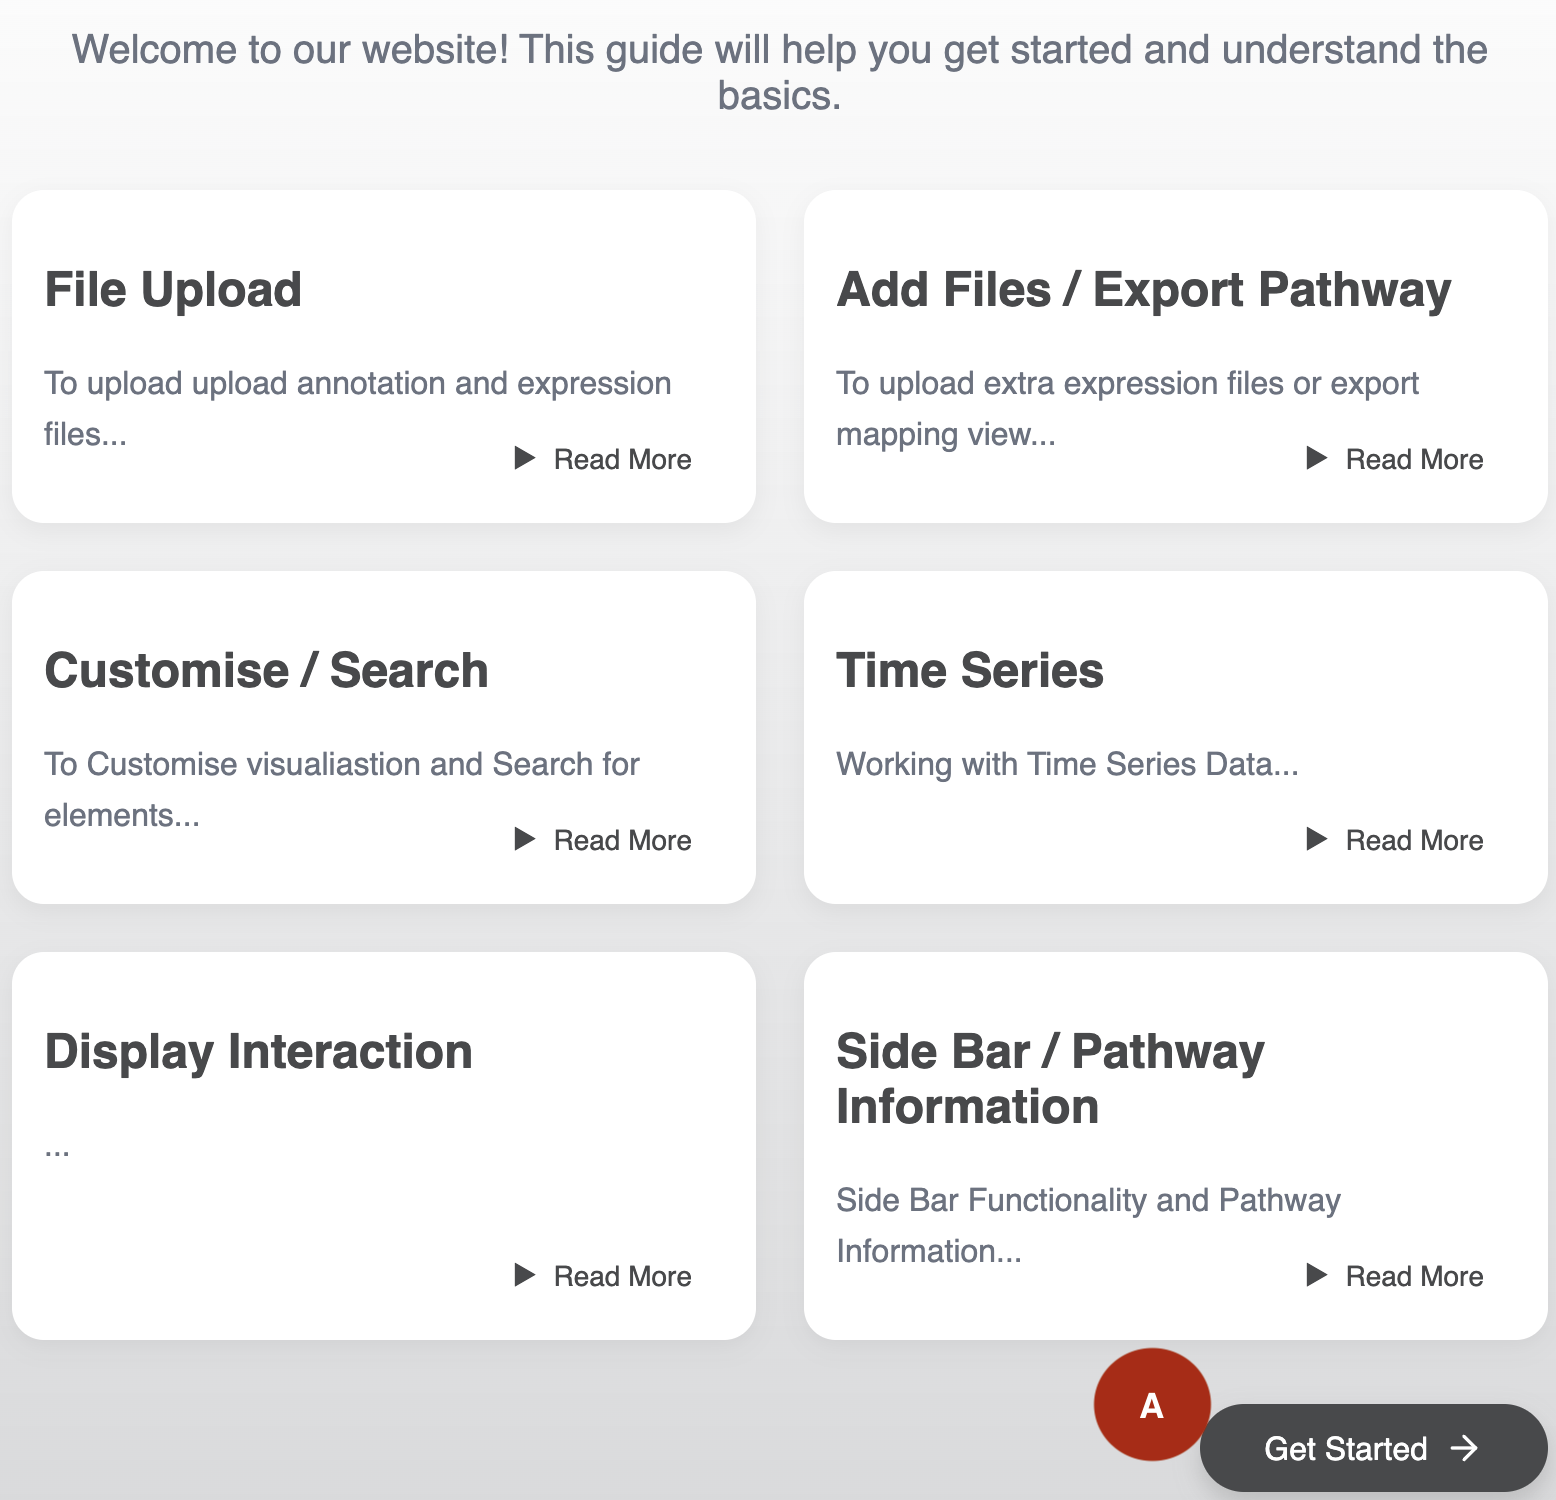 Welcome to our website! This guide will help you get started and understand the
basics.
File Upload
To upload upload annotation and expression
files...
Read More
Add Files / Export Pathway
To upload extra expression files or export
mapping view...
Read More
Customise / Search
To Customise visualiastion and Search for
elements...
Read More
Time Series
Working with Time Series Data...
Read More
Display Interaction
...
Read More
Side Bar / Pathway
Information
Side Bar Functionality and Pathway
Information...
Read More
A
Get Started